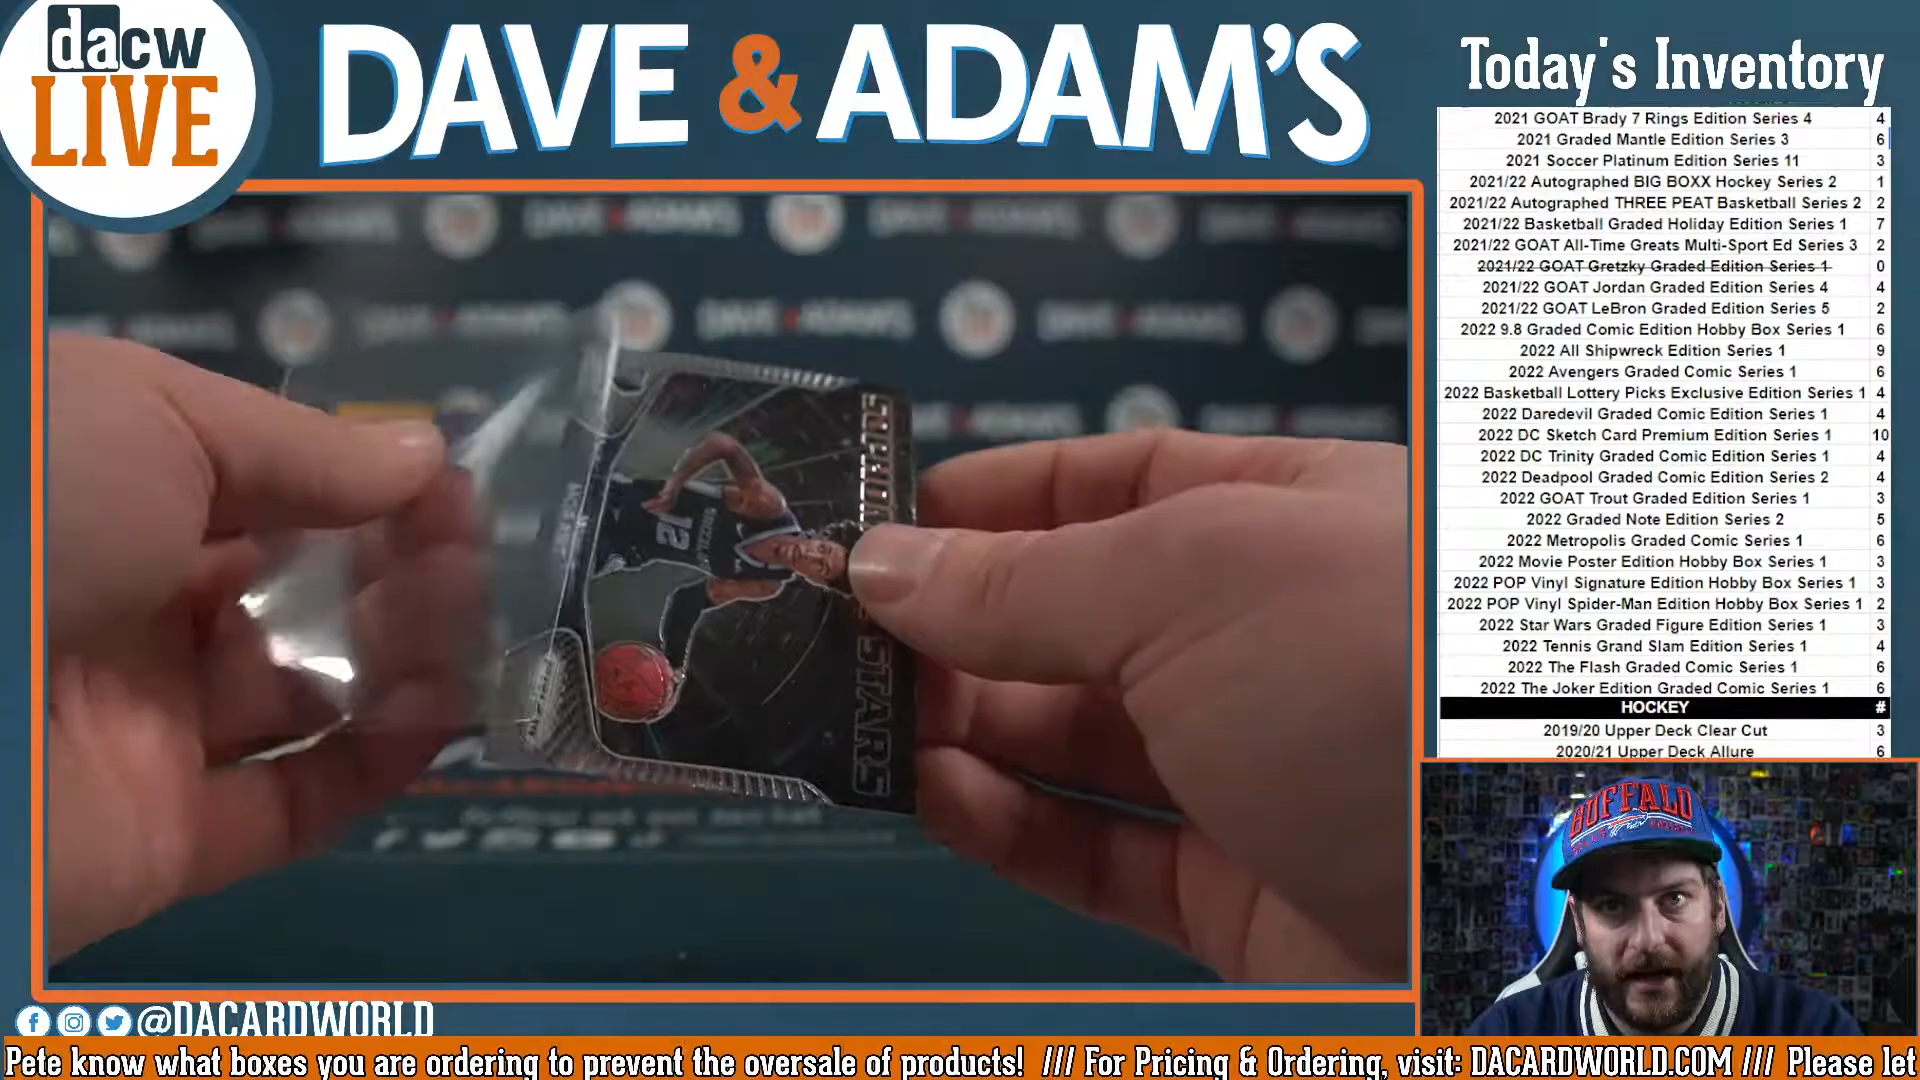 dacw
LIVE
DAVE & ADAM'S
Today's Inventory
2021 GOAT Brady 7 Rings Edition Series 4 4
2021 Graded Mantle Edition Series 3 6
2021 Soccer Platinum Edition Series 11 3
2021/22 Autographed BIG BOXX Hockey Series 2 1
2021/22 Autographed THREE PEAT Basketball Series 2 2
2021/22 Basketball Graded Holiday Edition Series 1 7
2021/22 GOAT All-Time Greats Multi-Sport Ed Series 3 2
2021/22 GOAT Gretzky Graded Edition Series 1 0
2021/22 GOAT Jordan Graded Edition Series 4 4
2021/22 GOAT LeBron Graded Edition Series 5 2
2022 9.8 Graded Comic Edition Hobby Box Series 1 6
2022 All Shipwreck Edition Series 1 9
2022 Avengers Graded Comic Series 1 6
2022 Basketball Lottery Picks Exclusive Edition Series 1 4
2022 Daredevil Graded Comic Edition Series 1 4
2022 DC Sketch Card Premium Edition Series 1 10
2022 DC Trinity Graded Comic Edition Series 1 4
2022 Deadpool Graded Comic Edition Series 2 4
2022 GOAT Trout Graded Edition Series 1 3
2022 Graded Note Edition Series 2 5
2022 Metropolis Graded Comic Series 1 6
2022 Movie Poster Edition Hobby Box Series 1 3
2022 POP Vinyl Signature Edition Hobby Box Series 1 3
2022 POP Vinyl Spider-Man Edition Hobby Box Series 1 2
2022 Star Wars Graded Figure Edition Series 1 3
2022 Tennis Grand Slam Edition Series 1 4
2022 The Flash Graded Comic Series 1 6
2022 The Joker Edition Graded Comic Series 1 6
HOCKEY #
2019/20 Upper Deck Clear Cut 3
2020/21 Upper Deck Allure 6
DAVE & ADAM'S
STARS
12
BUFFALO
@DACARDWORLD
Pete know what boxes you are ordering to prevent the oversale of products! /// For Pricing & Ordering, visit: DACARDWORLD.COM /// Please let